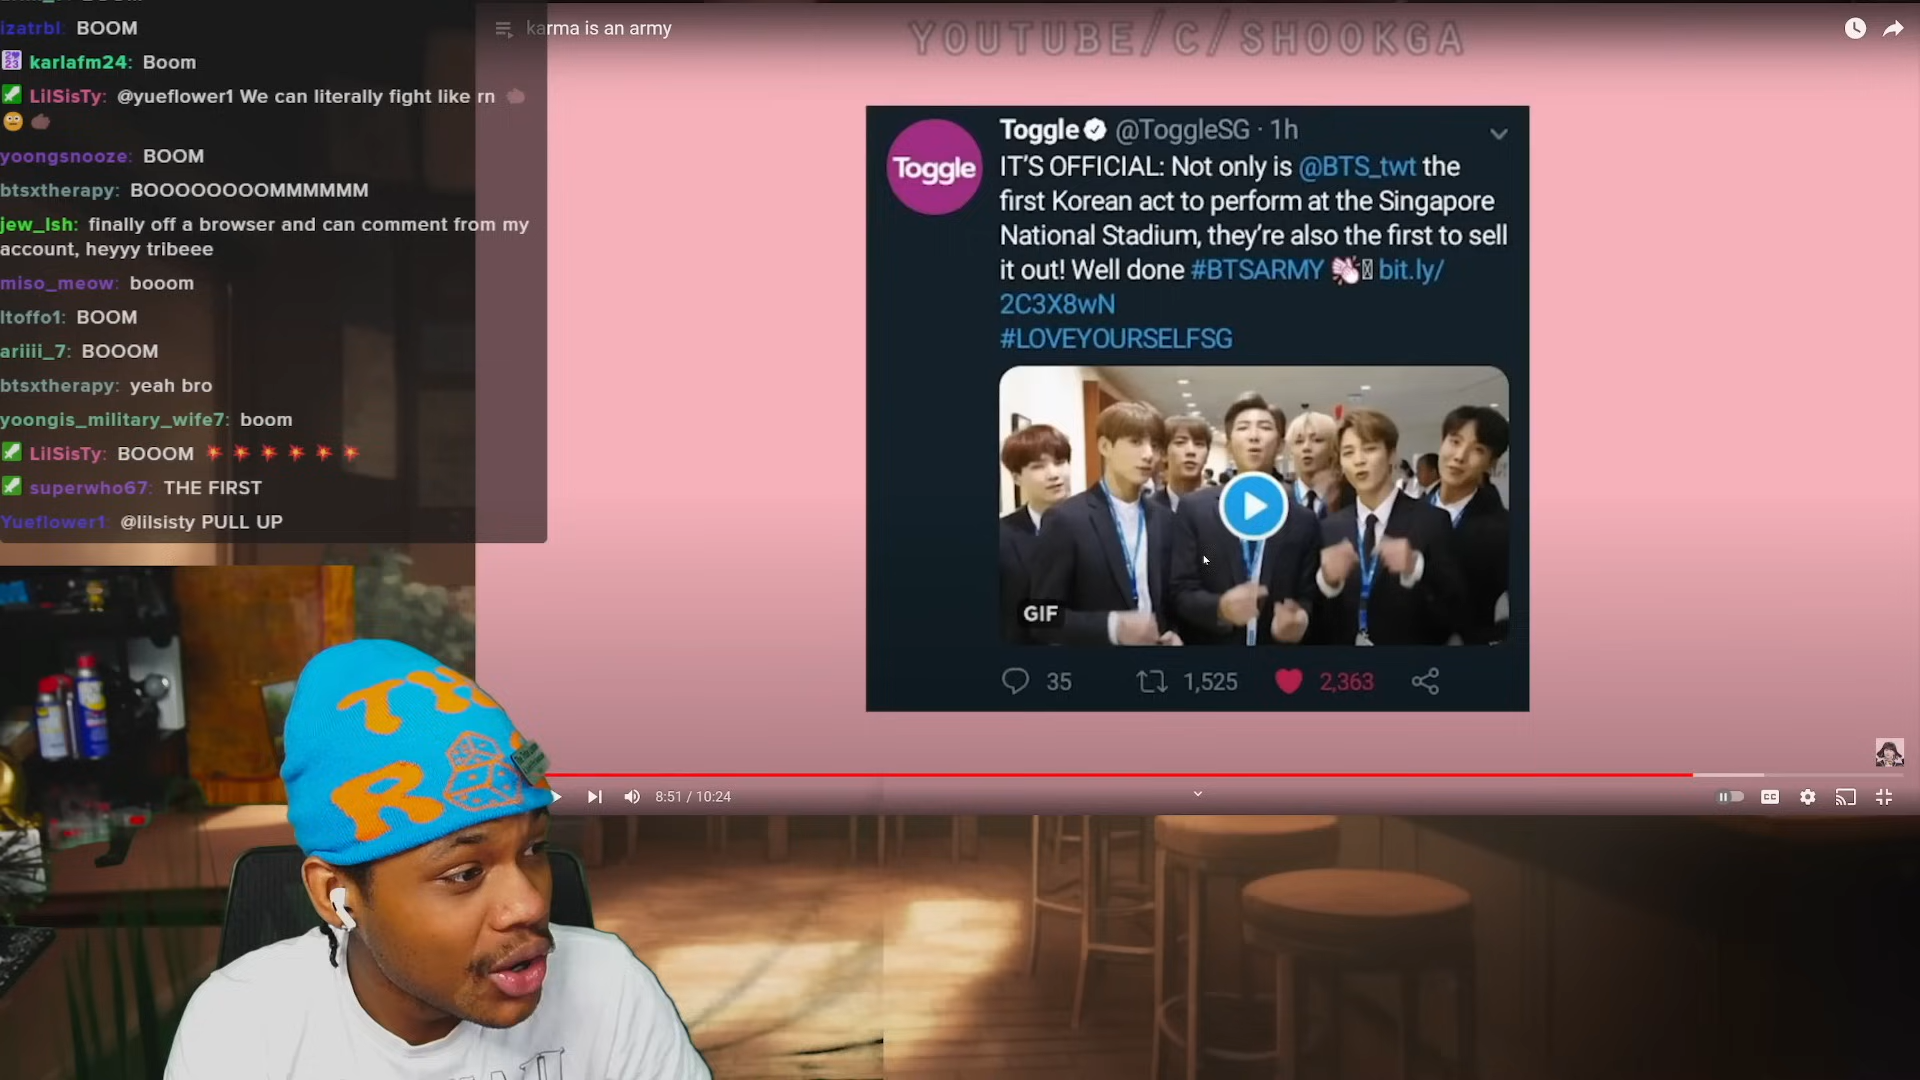 izatrbl: BOOM
karlafm24: Boom
LilSisTy: @yueflower1 We can literally fight like rn
yoongsnooze: BOOM
btsxtherapy: BOOOOOOOOMMMMMM
jew_lsh: finally off a browser and can comment from my
account, heyyy tribeee
miso_meow: booom
ltoffo1: BOOM
ariiii_7: BOOOM
btsxtherapy: yeah bro
yoongis_military_wife7: boom
LilSisTy: BOOOM
superwho67: THE FIRST
Yueflower1: @lilsisty PULL UP
karma is an army
YOUTUBE/C/SHOOKGA
Toggle
Toggle @ToggleSG · 1h
IT'S OFFICIAL: Not only is @BTS_twt the
first Korean act to perform at the Singapore
National Stadium, they're also the first to sell
it out! Well done #BTSARMY 👏 bit.ly/
2C3X8wN
#LOVEYOURSELFSG
GIF
35 1,525 2,363
8:51 / 10:24
CC